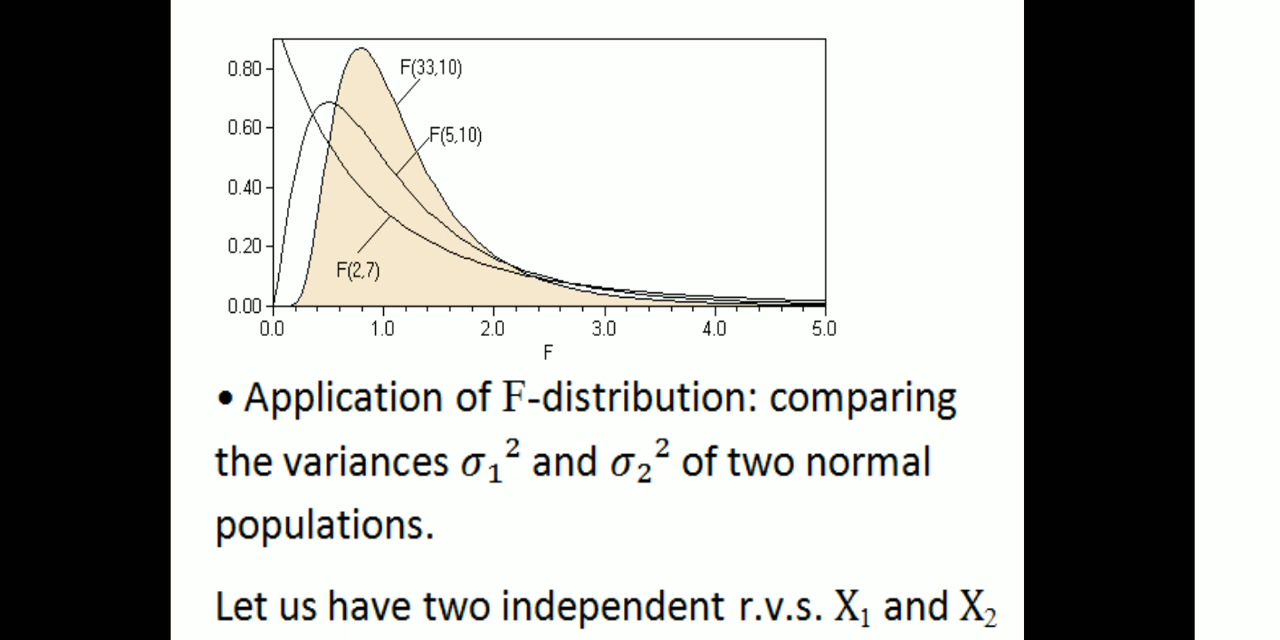 0.80
F(33,10)
0.60
F(5,10)
0.40
0.20
F(2,7)
0.00
0.0 1.0 2.0 3.0 4.0 5.0
F
• Application of F-distribution: comparing
the variances σ₁² and σ₂² of two normal
populations.
Let us have two independent r.v.s. X₁ and X₂